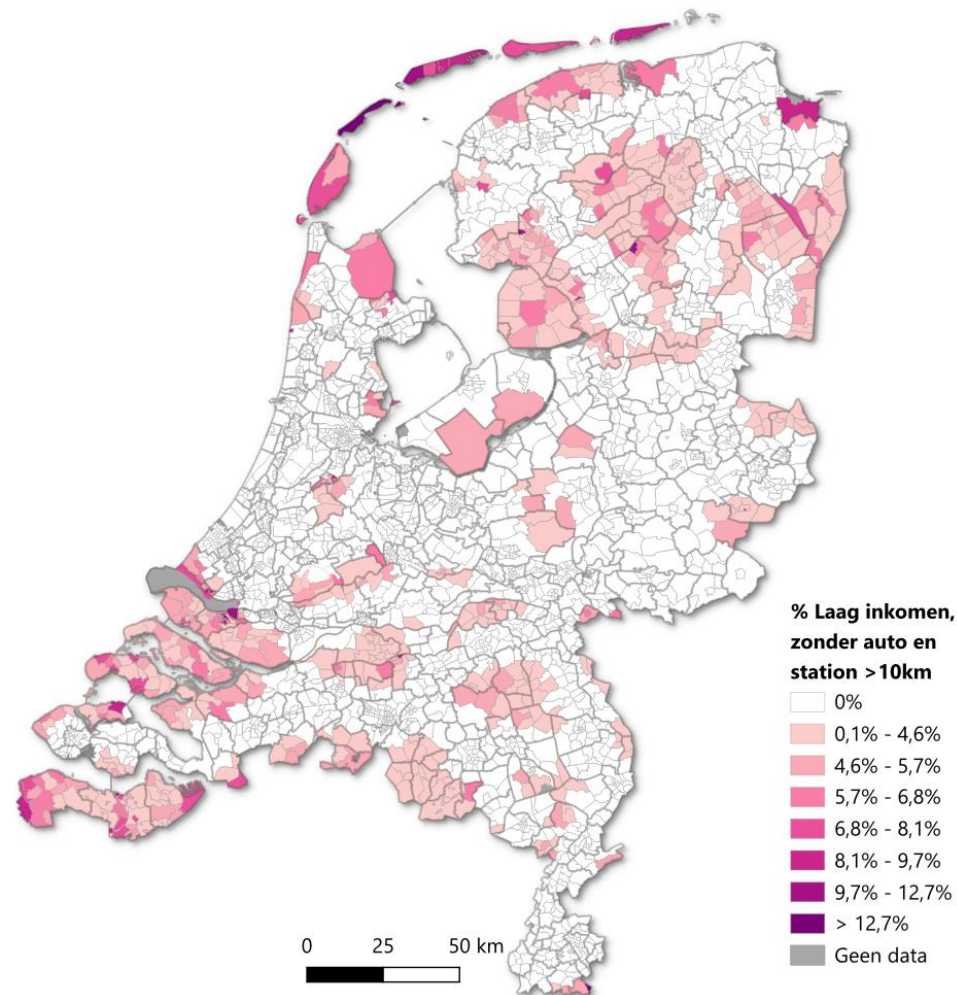 % Laag inkomen,
zonder auto en
station >10km
0%
0,1% - 4,6%
4,6% - 5,7%
5,7% - 6,8%
6,8% - 8,1%
8,1% - 9,7%
9,7% - 12,7%
> 12,7%
Geen data
0 25 50 km